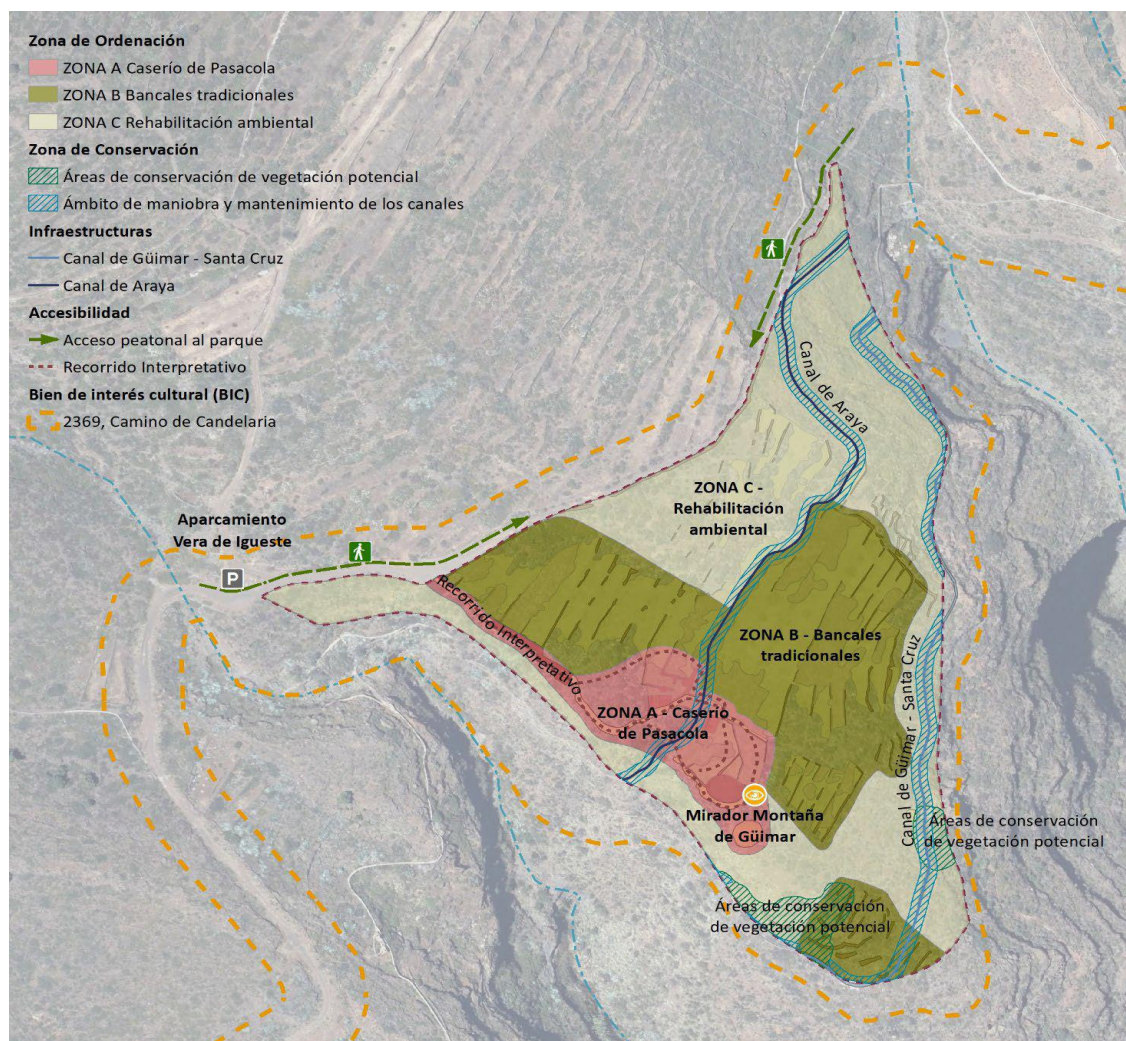 Zona de Ordenación
ZONA A Caserío de Pasacola
ZONA B Bancales tradicionales
ZONA C Rehabilitación ambiental
Zona de Conservación
Áreas de conservación de vegetación potencial
Ámbito de maniobra y mantenimiento de los canales
Infraestructuras
Canal de Güimar - Santa Cruz
Canal de Araya
Accesibilidad
Acceso peatonal al parque
Recorrido Interpretativo
Bien de interés cultural (BIC)
2369, Camino de Candelaria
Canal de Araya
ZONA C -
Rehabilitación
ambiental
Aparcamiento
Vera de Igueste
P
Recorrido Interpretativo
ZONA B - Bancales
tradicionales
ZONA A - Caserío
de Pasacola
Canal de Güimar - Santa Cruz
Mirador Montaña
de Güimar
Áreas de conservación
de vegetación potencial
Áreas de conservación
de vegetación potencial